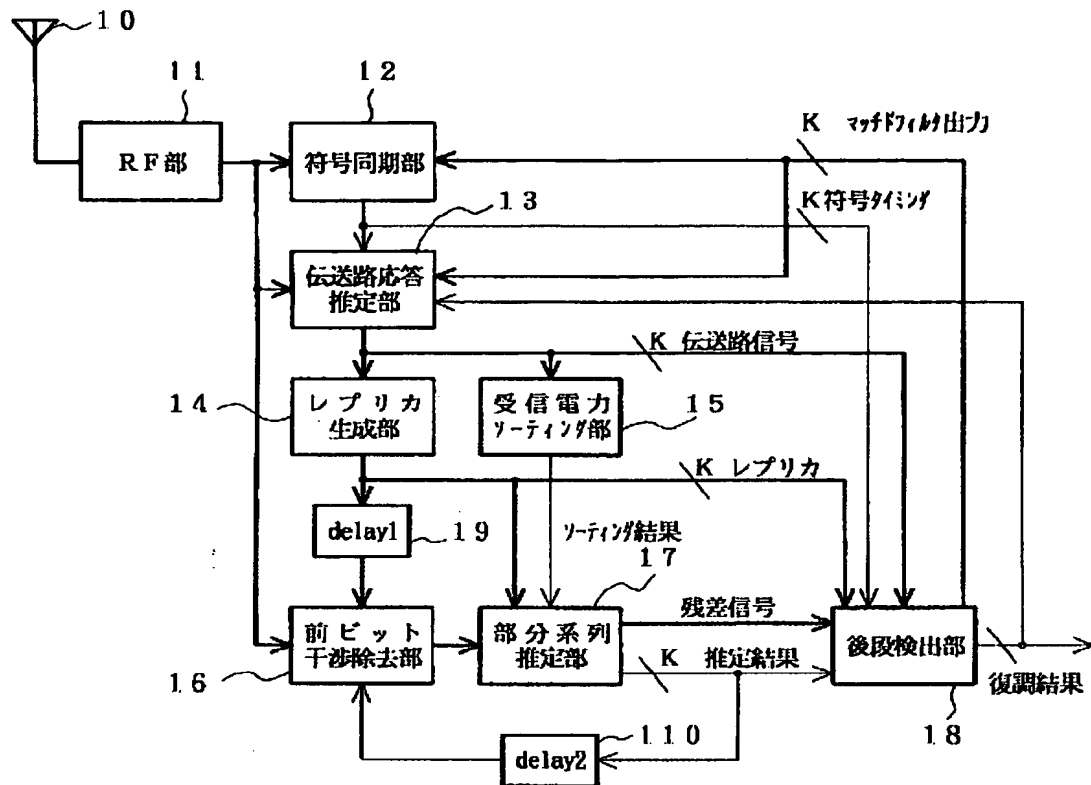 10
11
12
RF部
符号同期部
K マッチドフィルタ出力
K 符号タイミング
13
伝送路応答
推定部
K 伝送路信号
14
レプリカ
生成部
受信電力
ソーティング部
15
K レプリカ
delay1
19
ソーティング結果
17
前ビット
干渉除去部
16
部分系列
推定部
残差信号
K 推定結果
後段検出部
18
復調結果
110
delay2